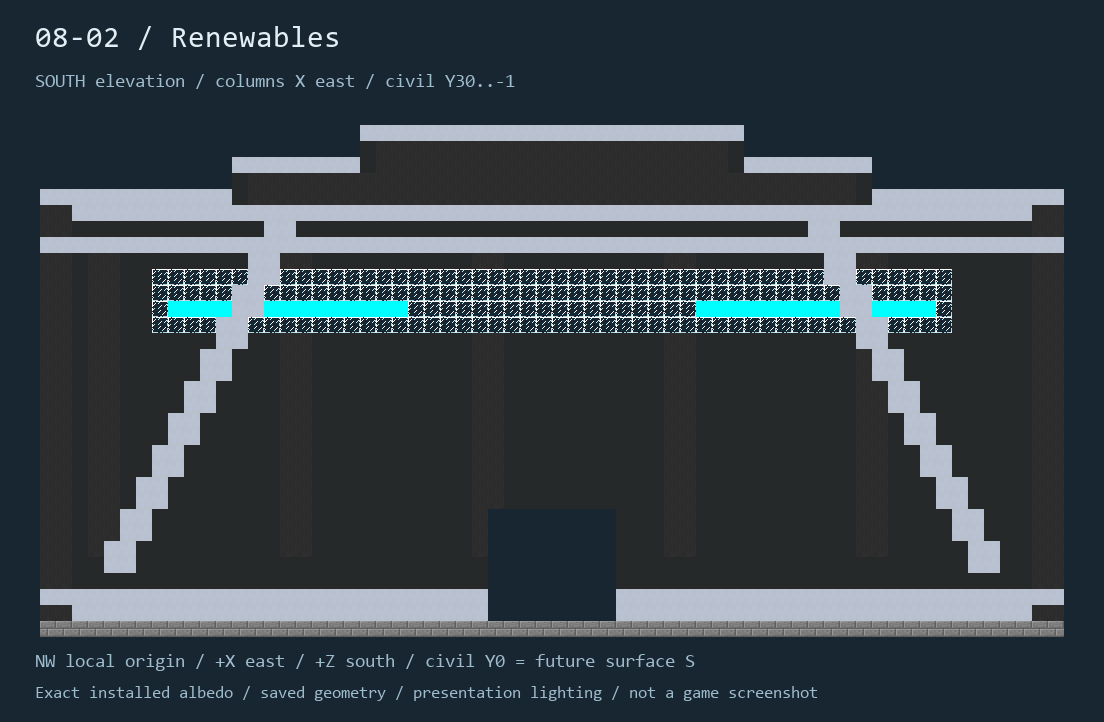 08-02 / Renewables
SOUTH elevation / columns X east / civil Y30..-1
NW local origin / +X east / +Z south / civil Y0 = future surface S
Exact installed albedo / saved geometry / presentation lighting / not a game screenshot